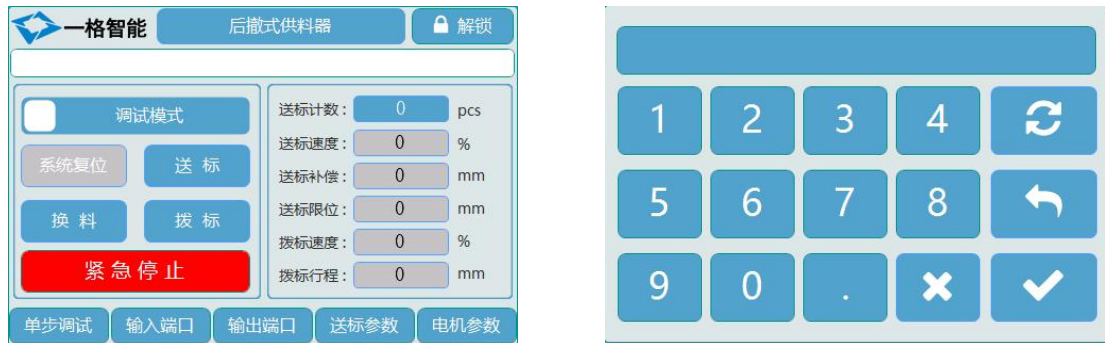 一格智能 后撤式供料器 解锁
调试模式
系统复位 送 标
换 料 拨 标
紧 急 停 止
送标计数: 0 pcs
送标速度: 0 %
送标补偿: 0 mm
送标限位: 0 mm
拨标速度: 0 %
拨标行程: 0 mm
单步调试 输入端口 输出端口 送标参数 电机参数
1 2 3 4
5 6 7 8
9 0 .